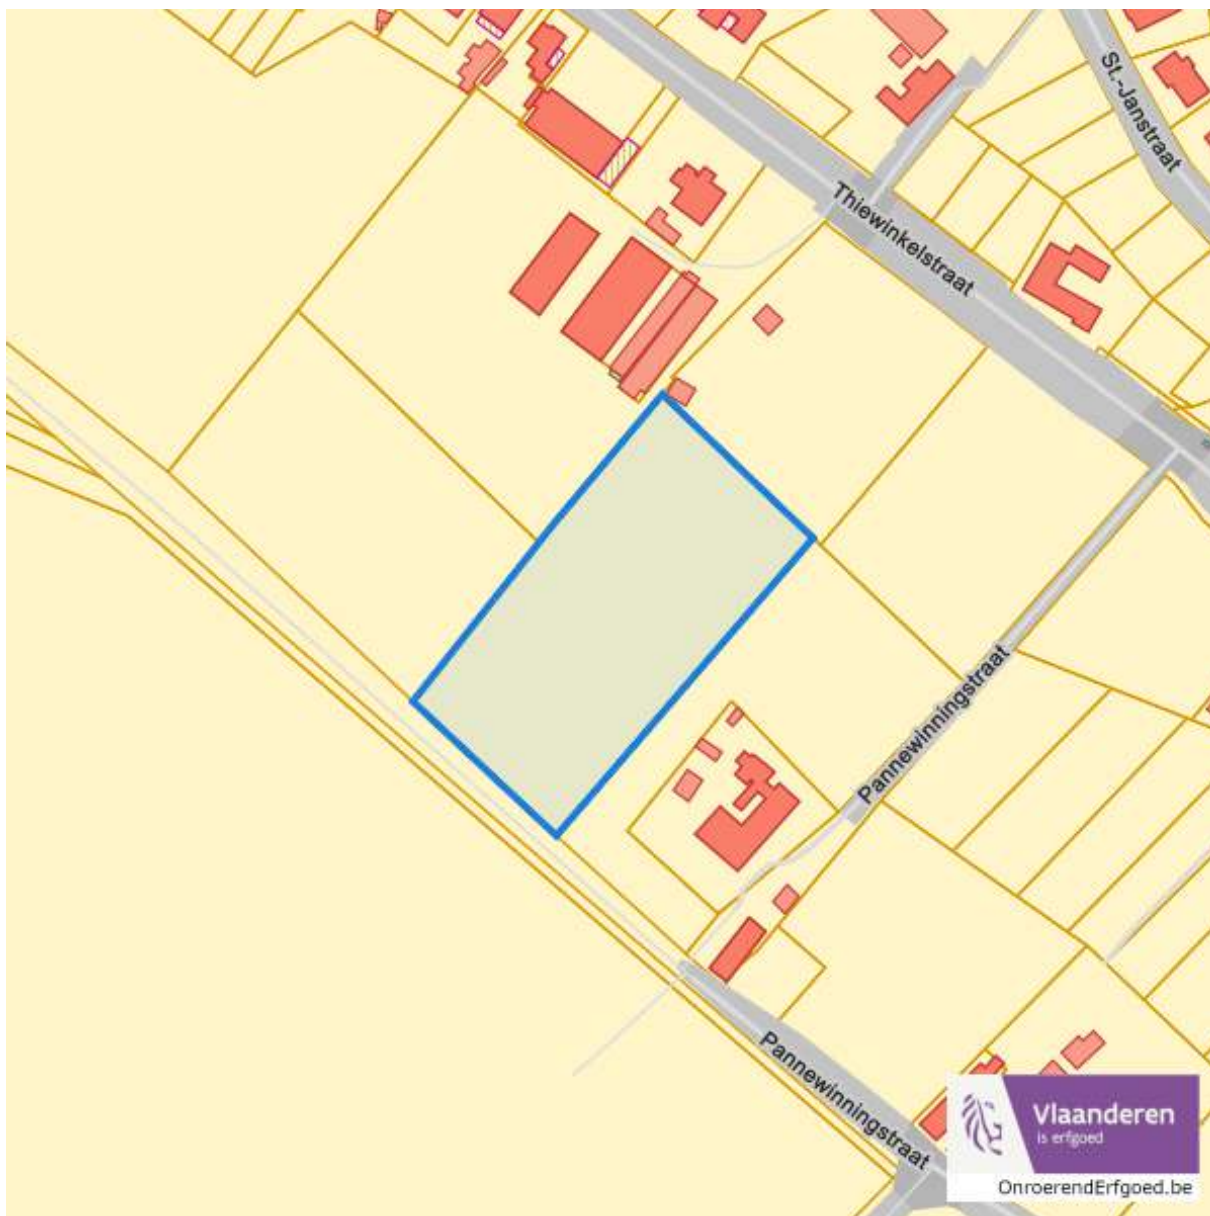 St.-Janstraat
Thiewinkelstraat
Pannewinningstraat
Pannewinningstraat
Vlaanderen
is erfgoed
OnroerendErfgoed.be